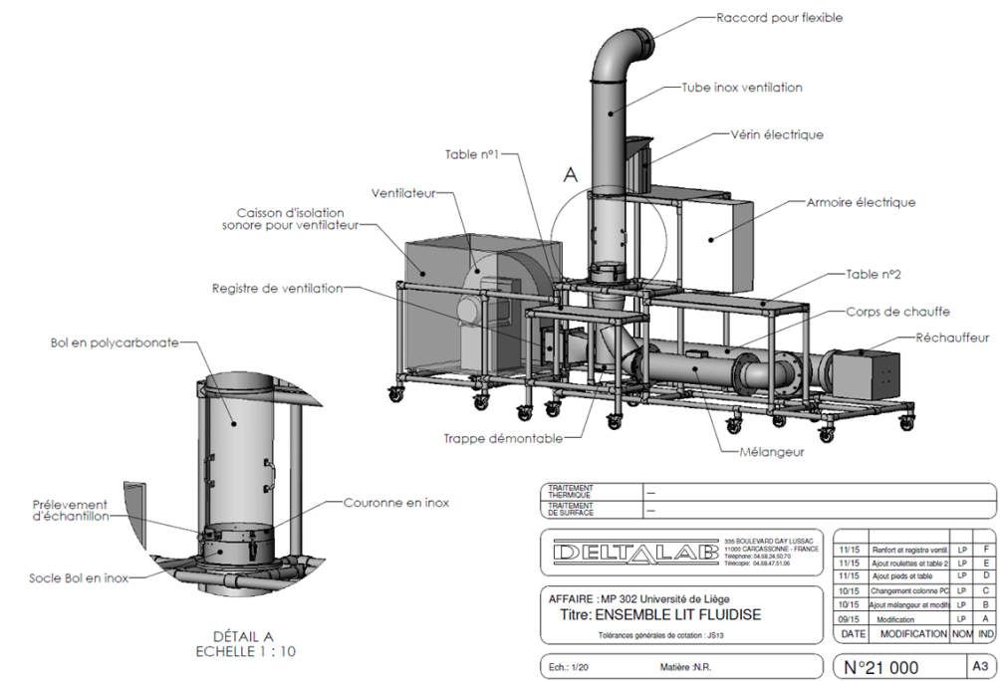 Raccord pour flexible
Tube inox ventilation
Vérin électrique
Table n°1
A
Ventilateur
Armoire électrique
Caisson d'isolation
sonore pour ventilateur
Table n°2
Registre de ventilation
Corps de chauffe
Réchauffeur
Bol en polycarbonate
Trappe démontable
Mélangeur
Prélevement
d'échantillon
Couronne en inox
Socle Bol en inox
DÉTAIL A
ECHELLE 1 : 10
TRAITEMENT
THERMIQUE
—
TRAITEMENT
DE SURFACE
—
DELTALAB
335 BOULEVARD GAY LUSSAC
11000 CARCASSONNE - FRANCE
Téléphone: 04.68.24.50.70
Télécopie: 04.68.47.51.06
AFFAIRE : MP 302 Université de Liège
Titre: ENSEMBLE LIT FLUIDISE
Tolérances générales de cotation : JS13
Ech.: 1/20 Matière :N.R.
11/15 Renfort et registre ventil. LP F
11/15 Ajout roulettes et table 2 LP E
11/15 Ajout pieds et table LP D
10/15 Changement colonne PC LP C
10/15 Ajout mélangeur et modifs LP B
09/15 Modification LP A
DATE MODIFICATION NOM IND
N°21 000 A3